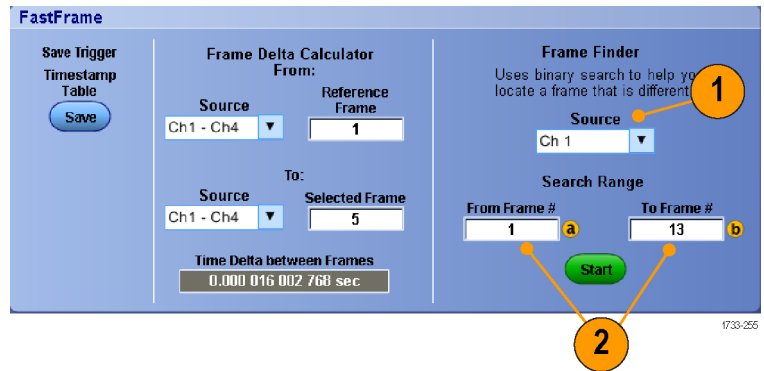 FastFrame
Save Trigger
Timestamp
Table
Save
Frame Delta Calculator
From:
Source
Reference
Frame
Ch1 - Ch4
1
To:
Source
Selected Frame
Ch1 - Ch4
5
Time Delta between Frames
0.000 016 002 768 sec
Frame Finder
Uses binary search to help
locate a frame that is different
1
Source
Ch 1
Search Range
From Frame #
To Frame #
1
a
13
b
Start
2
1733-255